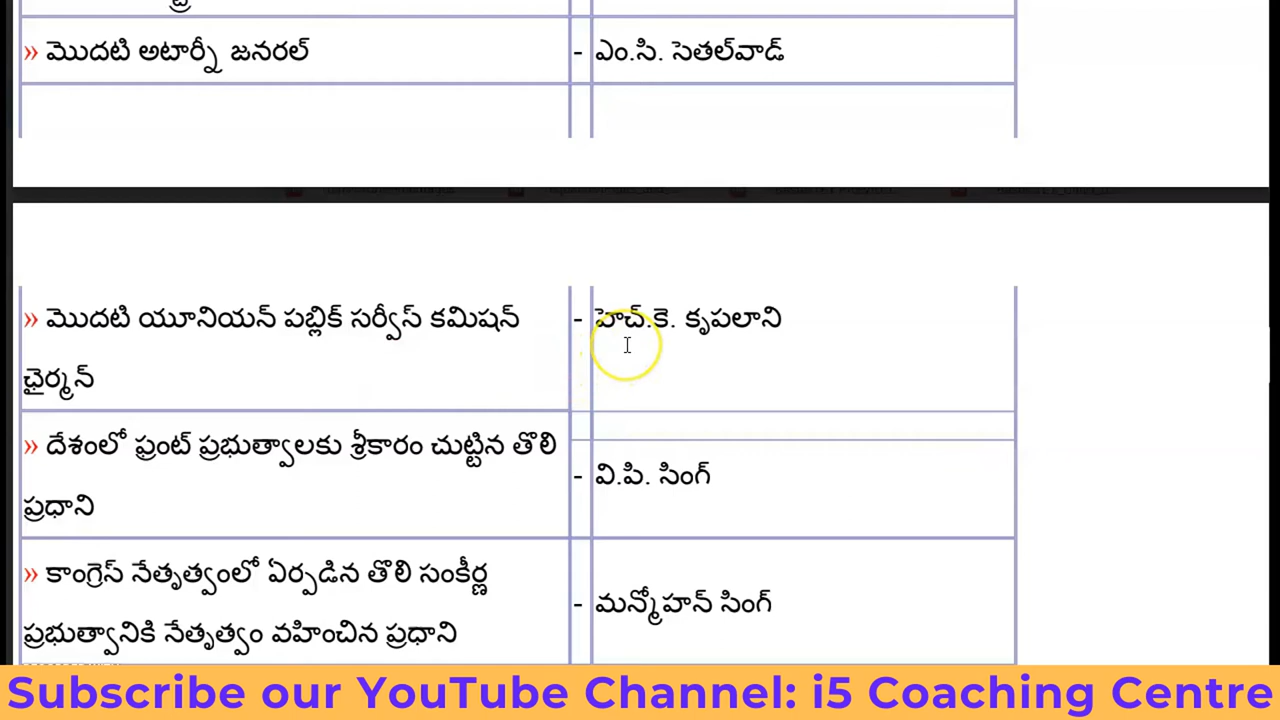 » మొదటి అటార్నీ జనరల్ - ఎం.సి. సెతల్‌వాడ్
» మొదటి యూనియన్ పబ్లిక్ సర్వీస్ కమిషన్ - హెచ్.కె. కృపలాని
ఛైర్మన్
» దేశంలో ఫ్రంట్ ప్రభుత్వాలకు శ్రీకారం చుట్టిన తొలి
ప్రధాని
- వి.పి. సింగ్
» కాంగ్రెస్ నేతృత్వంలో ఏర్పడిన తొలి సంకీర్ణ
ప్రభుత్వానికి నేతృత్వం వహించిన ప్రధాని
- మన్మోహన్ సింగ్
Subscribe our YouTube Channel: i5 Coaching Centre